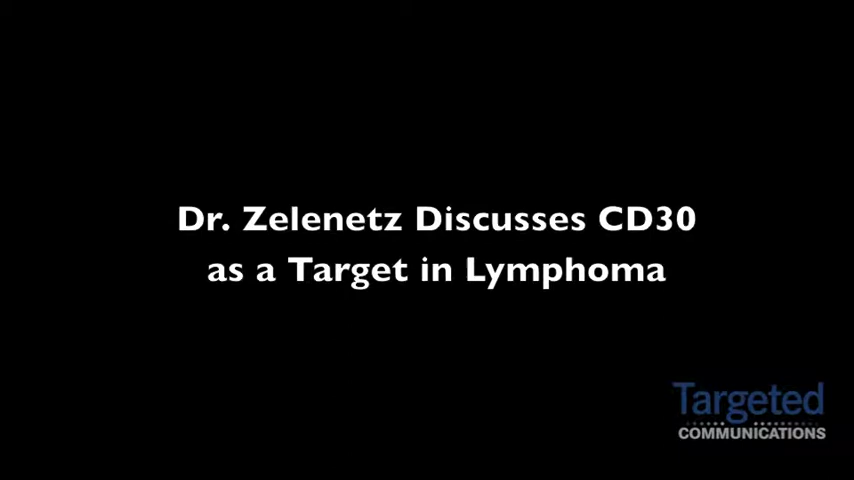 Dr. Zelenetz Discusses CD30
as a Target in Lymphoma
Targeted
COMMUNICATIONS